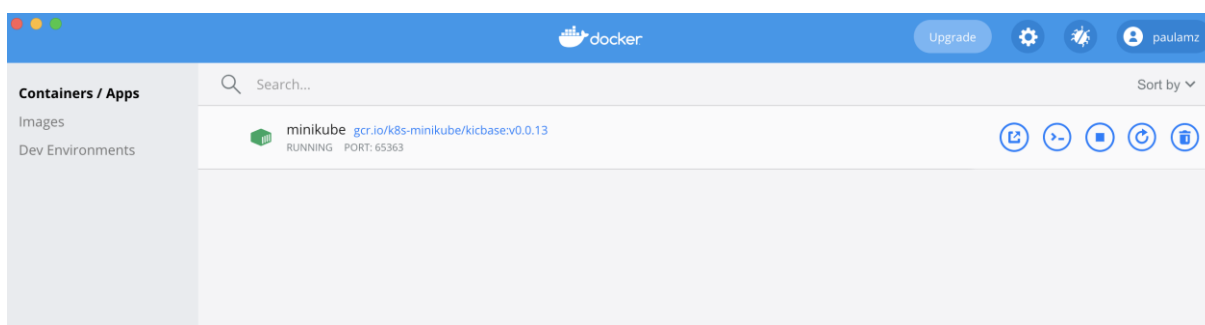 docker
Upgrade
paulamz
Containers / Apps
Images
Dev Environments
Search...
Sort by
minikube gcr.io/k8s-minikube/kicbase:v0.0.13
RUNNING PORT: 65363